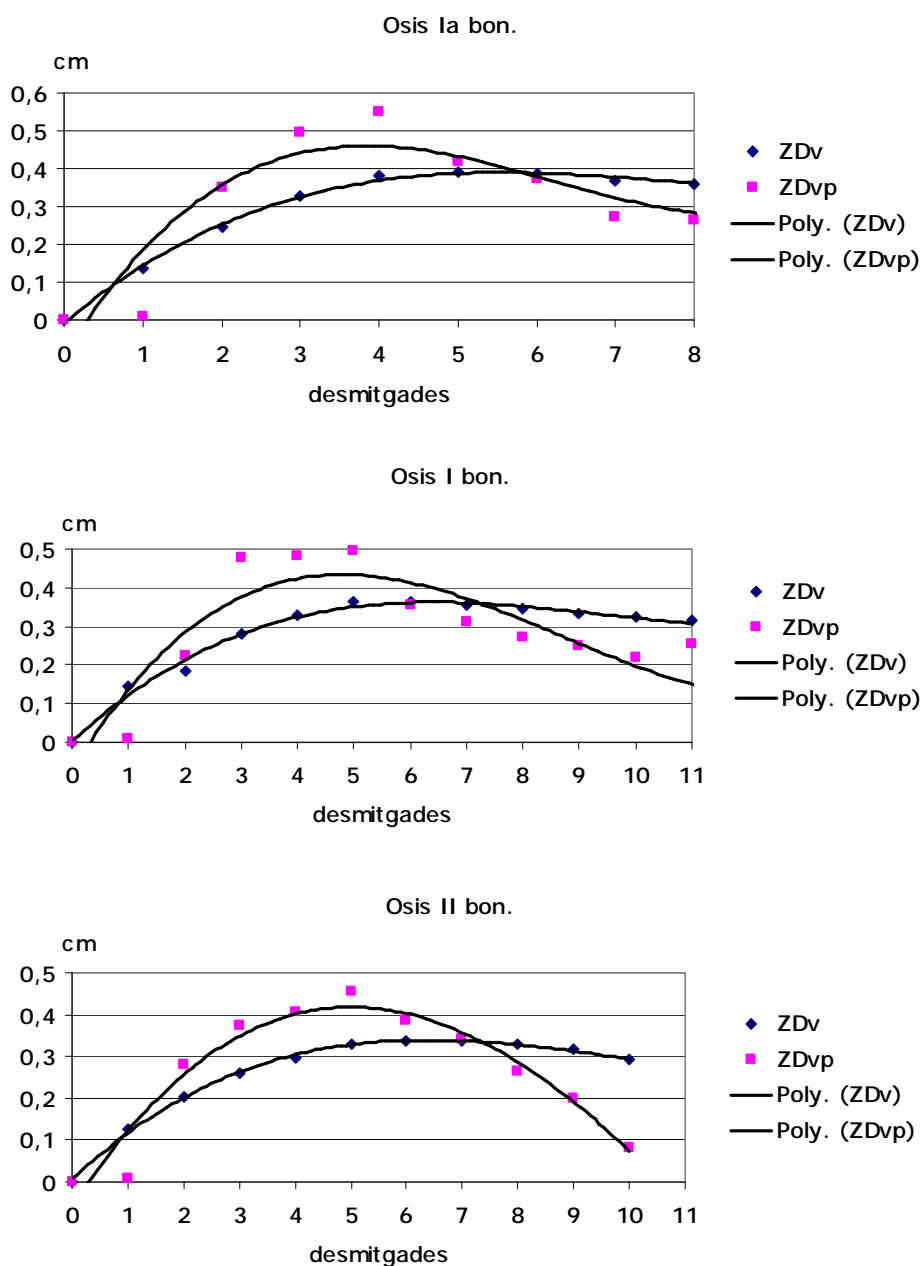 Osis Ia bon.
cm
0,6
0,5
0,4
0,3
0,2
0,1
0
0 1 2 3 4 5 6 7 8
desmitgades
ZDv
ZDvp
Poly. (ZDv)
Poly. (ZDvp)
Osis I bon.
cm
0,5
0,4
0,3
0,2
0,1
0
0 1 2 3 4 5 6 7 8 9 10 11
desmitgades
ZDv
ZDvp
Poly. (ZDv)
Poly. (ZDvp)
Osis II bon.
cm
0,5
0,4
0,3
0,2
0,1
0
0 1 2 3 4 5 6 7 8 9 10 11
desmitgades
ZDv
ZDvp
Poly. (ZDv)
Poly. (ZDvp)